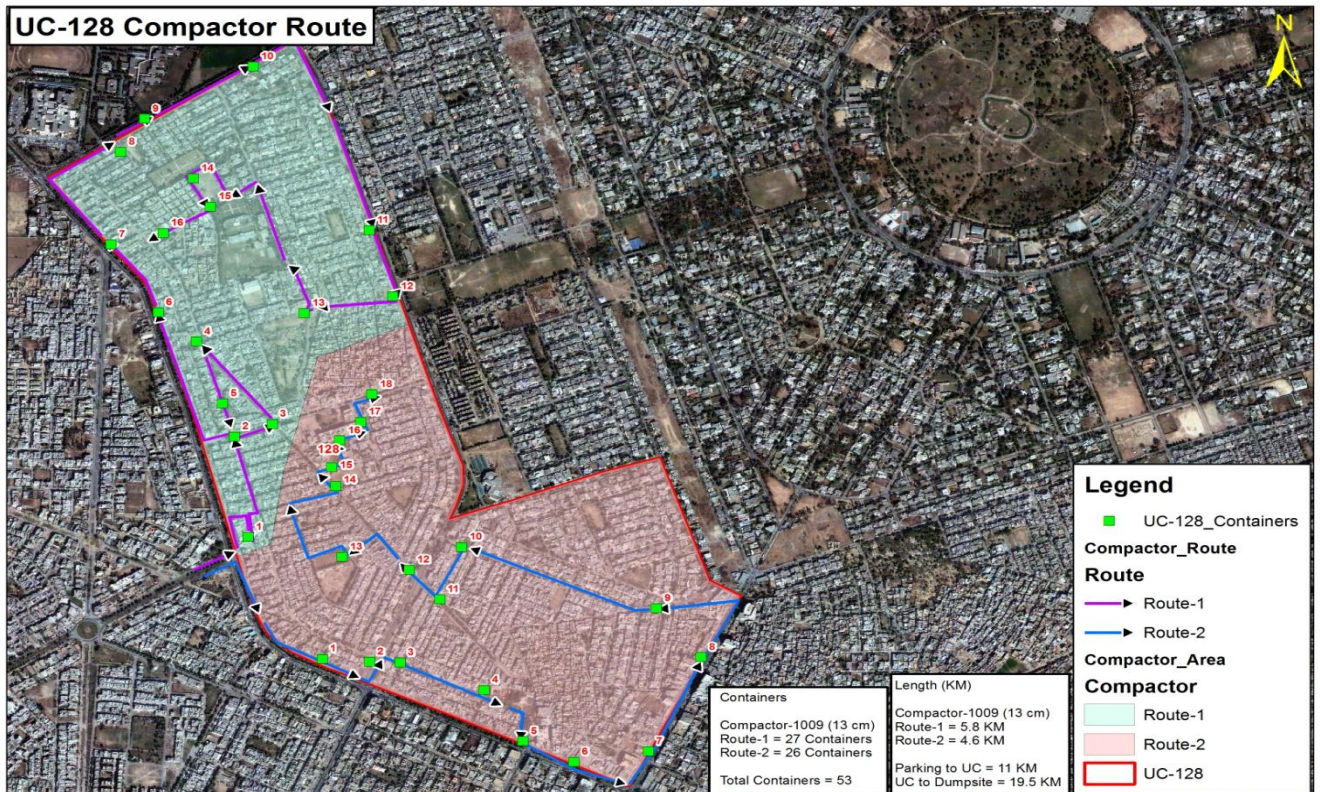 UC-128 Compactor Route
N
10
9
8
14
15
16
11
7
12
6
13
4
5
3
2
1
18
17
16
128
15
14
13
12
10
11
9
8
1
2
3
4
5
6
7
Containers
Compactor-1009 (13 cm)
Route-1 = 27 Containers
Route-2 = 26 Containers
Total Containers = 53
Length (KM)
Compactor-1009 (13 cm)
Route-1 = 5.8 KM
Route-2 = 4.6 KM
Parking to UC = 11 KM
UC to Dumpsite = 19.5 KM
Legend
UC-128_Containers
Compactor_Route
Route
Route-1
Route-2
Compactor_Area
Compactor
Route-1
Route-2
UC-128